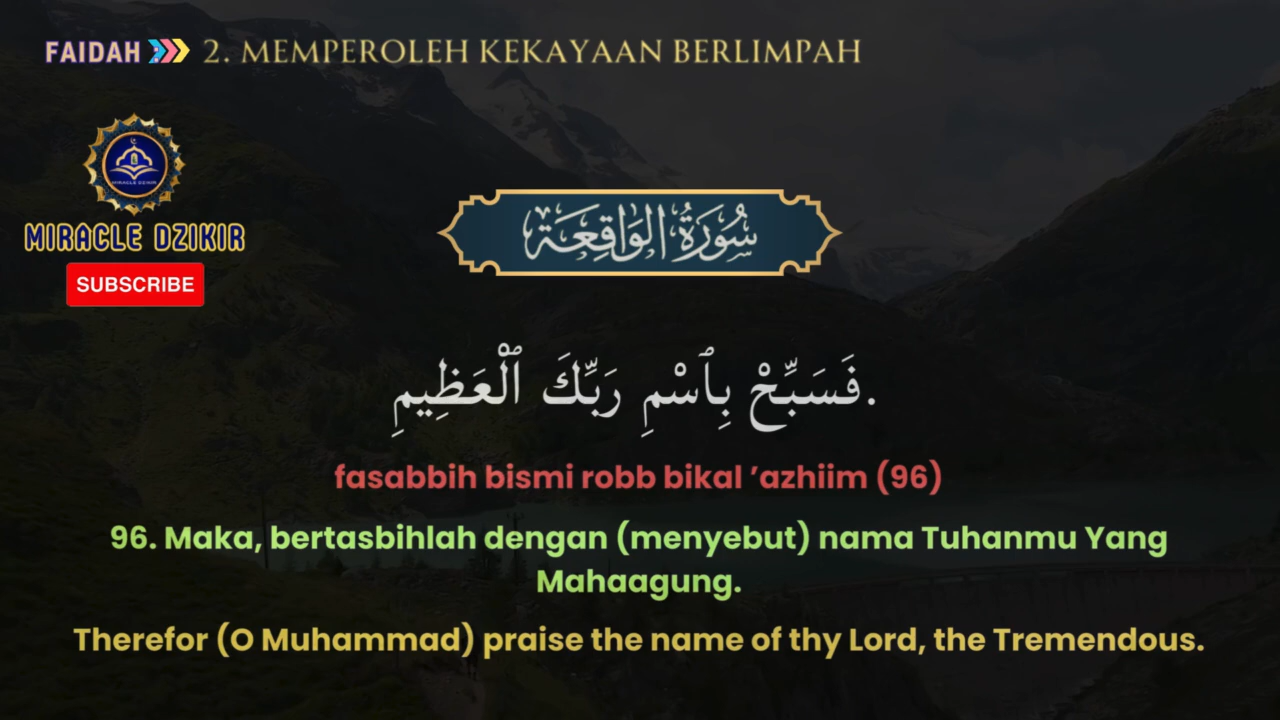 FAIDAH 2. MEMPEROLEH KEKAYAAN BERLIMPAH
MIRACLE DZIKIR
MIRACLE DZIKIR
SUBSCRIBE
سُورَةُ الوَاقِعَة
فَسَبِّحْ بِٱسْمِ رَبِّكَ ٱلْعَظِيمِ.
fasabbih bismi robb bikal ’azhiim (96)
96. Maka, bertasbihlah dengan (menyebut) nama Tuhanmu Yang
Mahaagung.
Therefor (O Muhammad) praise the name of thy Lord, the Tremendous.